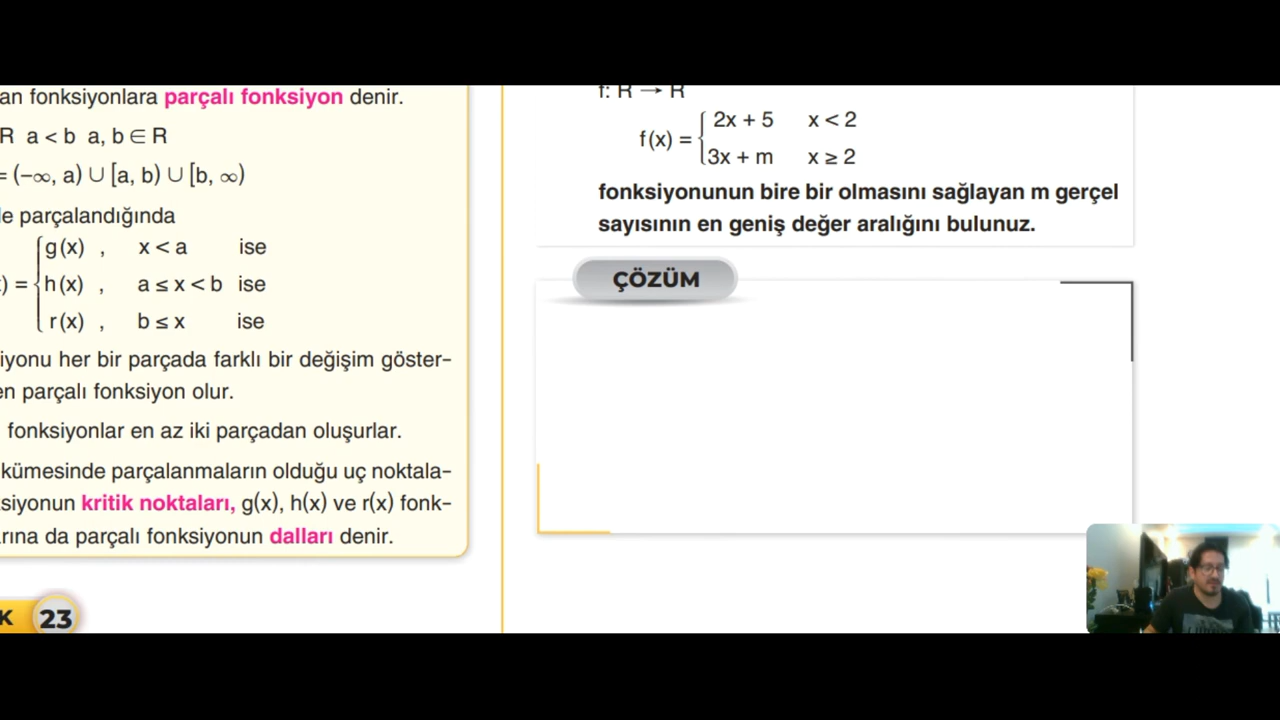 an fonksiyonlara parçalı fonksiyon denir.
R a < b a, b ∈ R
= (−∞, a) ∪ [a, b) ∪ [b, ∞)
parçalandığında
g(x) , x < a ise
) = h(x) , a ≤ x < b ise
r(x) , b ≤ x ise
iyonu her bir parçada farklı bir değişim göster-
en parçalı fonksiyon olur.
fonksiyonlar en az iki parçadan oluşurlar.
kümesinde parçalanmaların olduğu uç noktala-
siyonun kritik noktaları, g(x), h(x) ve r(x) fonk-
rına da parçalı fonksiyonun dalları denir.
K 23
f: R → R
2x + 5 x < 2
f(x) =
3x + m x ≥ 2
fonksiyonunun bire bir olmasını sağlayan m gerçel
sayısının en geniş değer aralığını bulunuz.
ÇÖZÜM